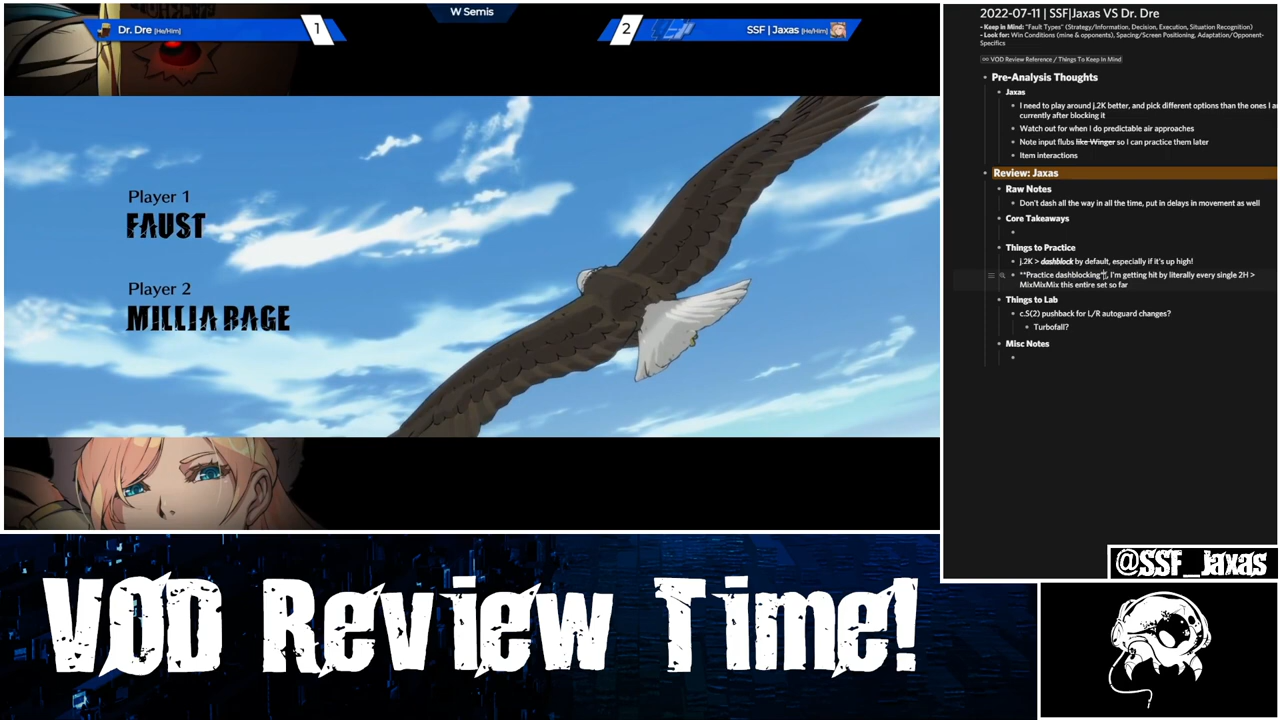 W Semis
Dr. Dre [He/Him]
1
2
SSF | Jaxas [He/Him]
Player 1
FAUST
Player 2
MILLIA RAGE
2022-07-11 | SSF|Jaxas VS Dr. Dre
- Keep in Mind: "Fault Types" (Strategy/Information, Decision, Execution, Situation Recognition)
- Look for: Win Conditions (mine & opponents), Spacing/Screen Positioning, Adaptation/Opponent-
Specifics
VOD Review Reference / Things To Keep In Mind
Pre-Analysis Thoughts
Jaxas
I need to play around j.2K better, and pick different options than the ones I a
currently after blocking it
Watch out for when I do predictable air approaches
Note input flubs like Winger so I can practice them later
Item interactions
Review: Jaxas
Raw Notes
Don't dash all the way in all the time, put in delays in movement as well
Core Takeaways
Things to Practice
j.2K > dashblock by default, especially if it's up high!
**Practice dashblocking*, I'm getting hit by literally every single 2H >
MixMixMix this entire set so far
Things to Lab
c.S(2) pushback for L/R autoguard changes?
Turbofall?
Misc Notes
@SSF_Jaxas
VOD Review Time!